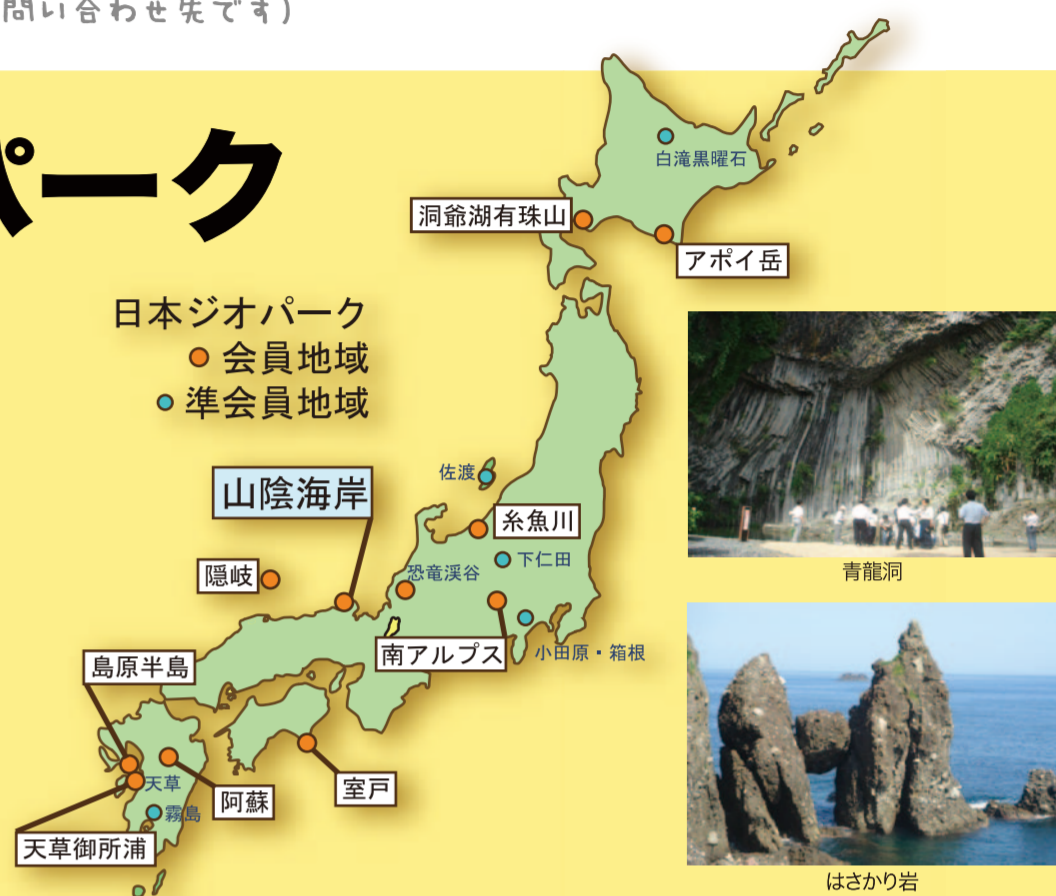 問い合わせ先です)
パーク
白滝黒曜石
洞爺湖有珠山
アポイ岳
日本ジオパーク
会員地域
準会員地域
佐渡
山陰海岸
糸魚川
下仁田
隠岐
恐竜渓谷
南アルプス
小田原・箱根
青龍洞
島原半島
天草
阿蘇
室戸
霧島
天草御所浦
はさかり岩